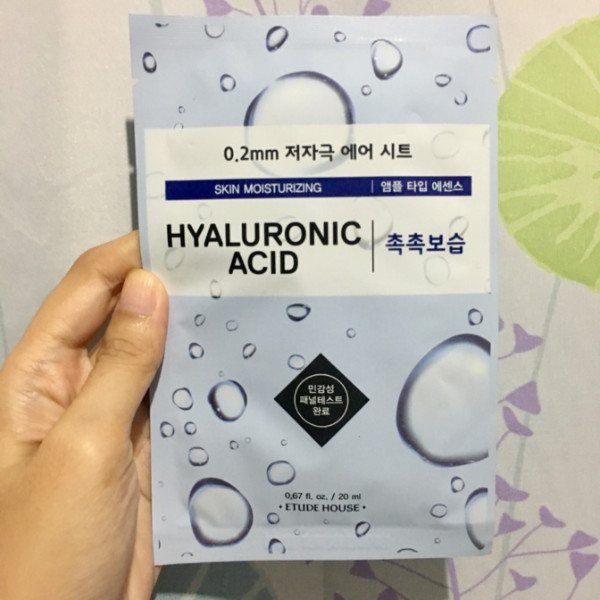 0.2mm 저자극 에어 시트
SKIN MOISTURIZING | 앰플 타입 에센스
HYALURONIC
ACID
촉촉보습
민감성
패널테스트
완료
0.67 fl. oz. / 20 ml
• ETUDE HOUSE •